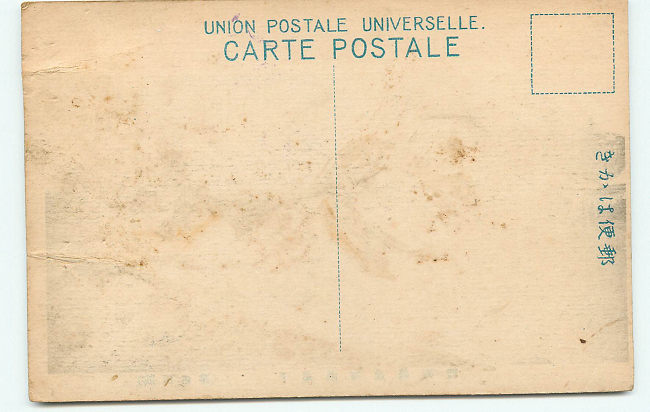 UNION POSTALE UNIVERSELLE.
CARTE POSTALE
郵便はかき